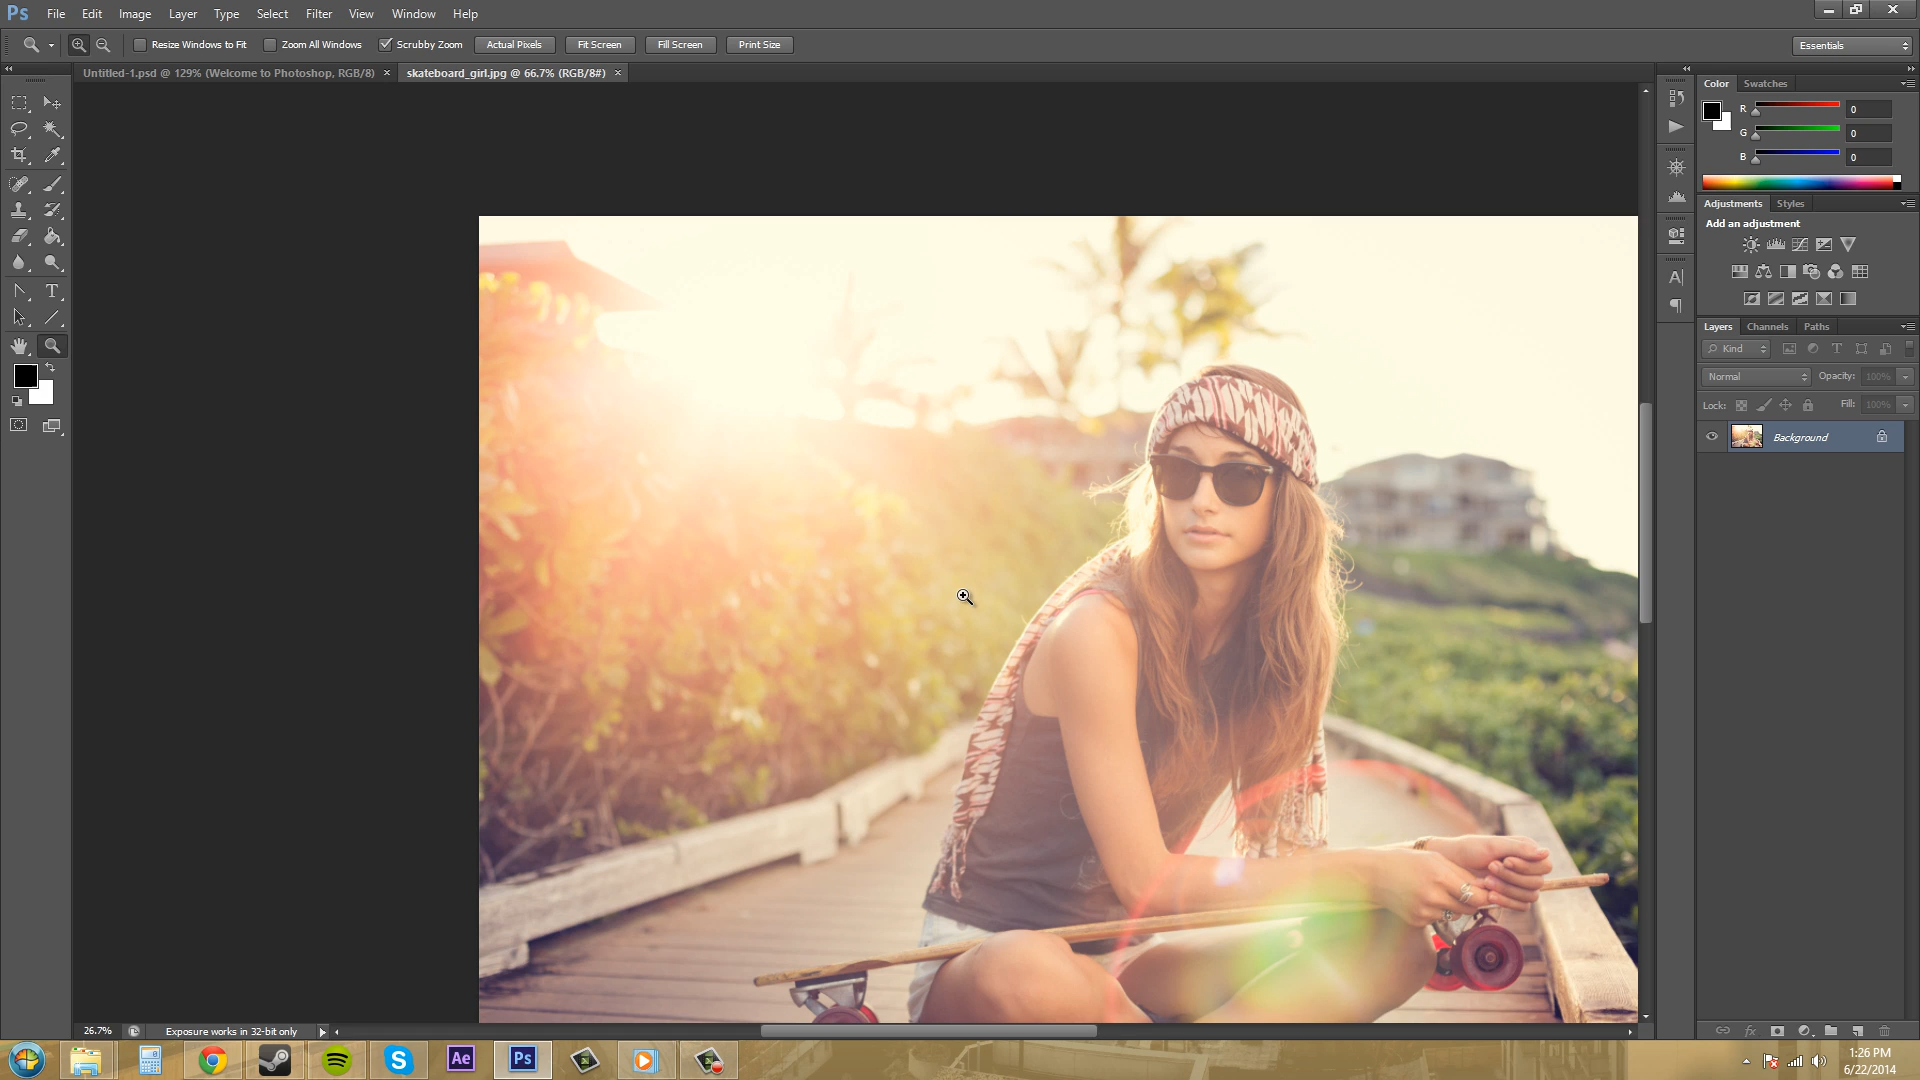 Ps File Edit Image Layer Type Select Filter View Window Help
Resize Windows to Fit Zoom All Windows Scrubby Zoom Actual Pixels Fit Screen Fill Screen Print Size Essentials
Untitled-1.psd @ 129% (Welcome to Photoshop, RGB/8) × skateboard_girl.jpg @ 66.7% (RGB/8#) ×
Color Swatches
R 0
G 0
B 0
Adjustments Styles
Add an adjustment
Layers Channels Paths
Kind
Normal Opacity: 100%
Lock: Fill: 100%
Background
26.7% Exposure works in 32-bit only
Ae Ps
1:26 PM
6/22/2014